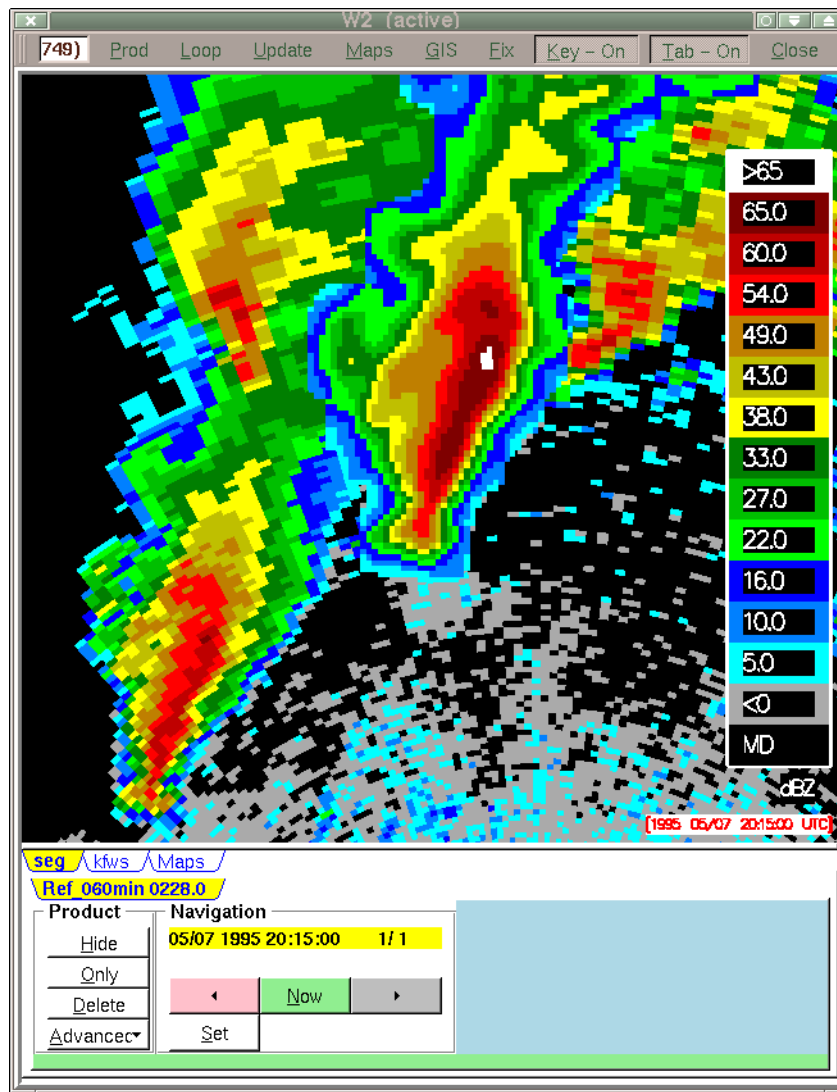 W2 (active)
749) Prod Loop Update Maps GIS Fix Key - On Tab - On Close
>65
65.0
60.0
54.0
49.0
43.0
38.0
33.0
27.0
22.0
16.0
10.0
5.0
<0
MD
dBZ
[1995 05/07 20:15:00 UTC]
seg kfws Maps
Ref_060min 0228.0
Product Navigation
Hide 05/07 1995 20:15:00 1/ 1
Only
Delete Now
Advanced Set